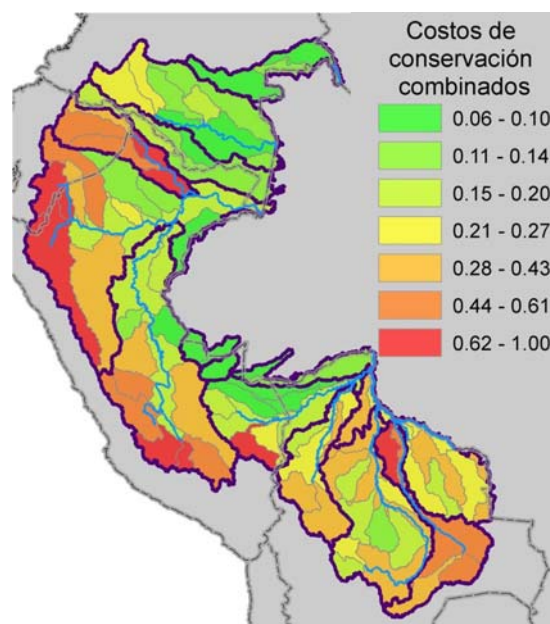 Costos de
conservación
combinados
0.06 - 0.10
0.11 - 0.14
0.15 - 0.20
0.21 - 0.27
0.28 - 0.43
0.44 - 0.61
0.62 - 1.00